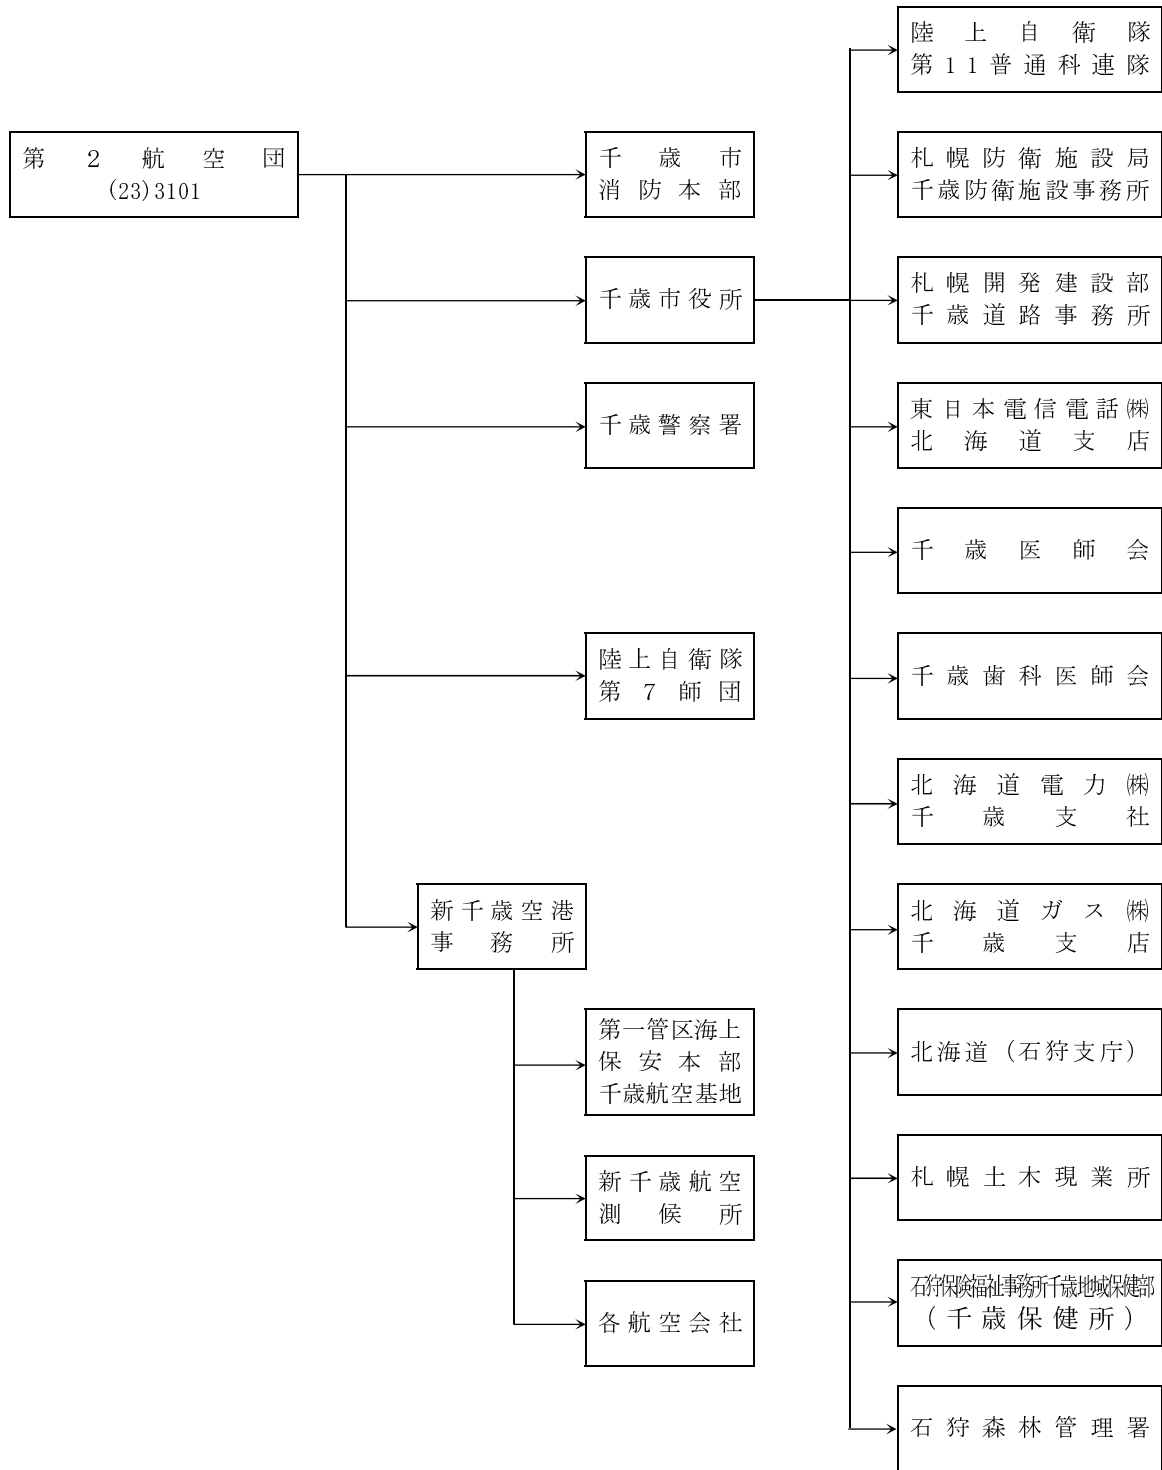 第２航空団
(23)3101
千歳市
消防本部
千歳市役所
千歳警察署
陸上自衛隊
第７師団
新千歳空港
事務所
第一管区海上
保安本部
千歳航空基地
新千歳航空
測候所
各航空会社
陸上自衛隊
第11普通科連隊
札幌防衛施設局
千歳防衛施設事務所
札幌開発建設部
千歳道路事務所
東日本電信電話㈱
北海道支店
千歳医師会
千歳歯科医師会
北海道電力㈱
千歳支社
北海道ガス㈱
千歳支店
北海道（石狩支庁）
札幌土木現業所
石狩保険福祉事務所千歳地域保健部
（千歳保健所）
石狩森林管理署